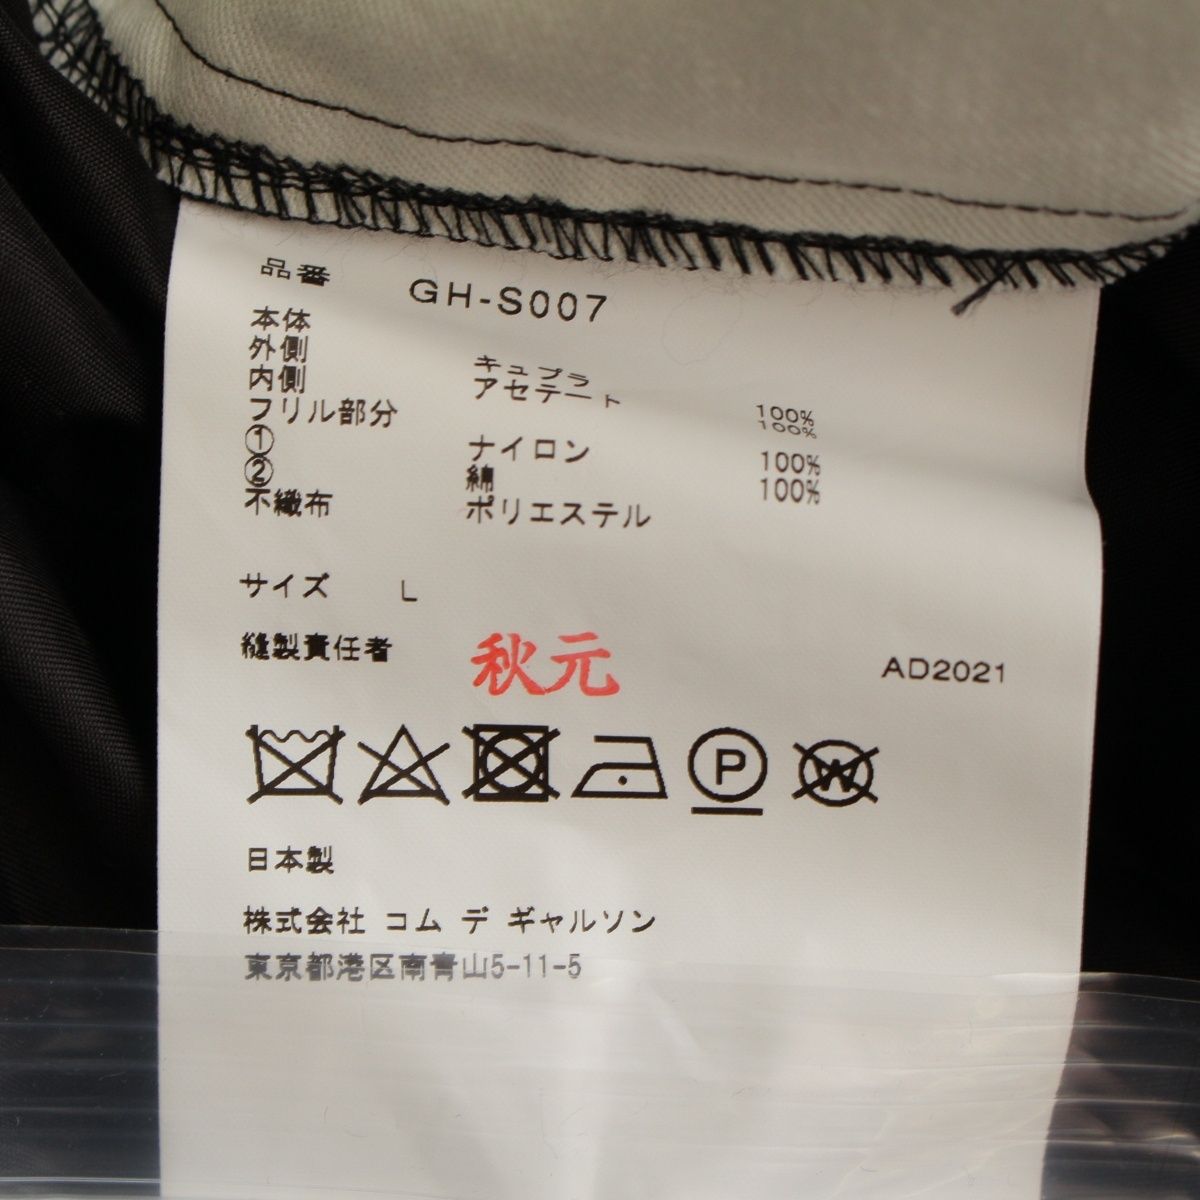 品番 GH-S007
本体
外側 キュプラ 100%
内側 アセテート 100%
フリル部分
① ナイロン 100%
② 綿 100%
不織布 ポリエステル
サイズ L
縫製責任者 秋元 AD2021
P W
日本製
株式会社 コム デ ギャルソン
東京都港区南青山5-11-5